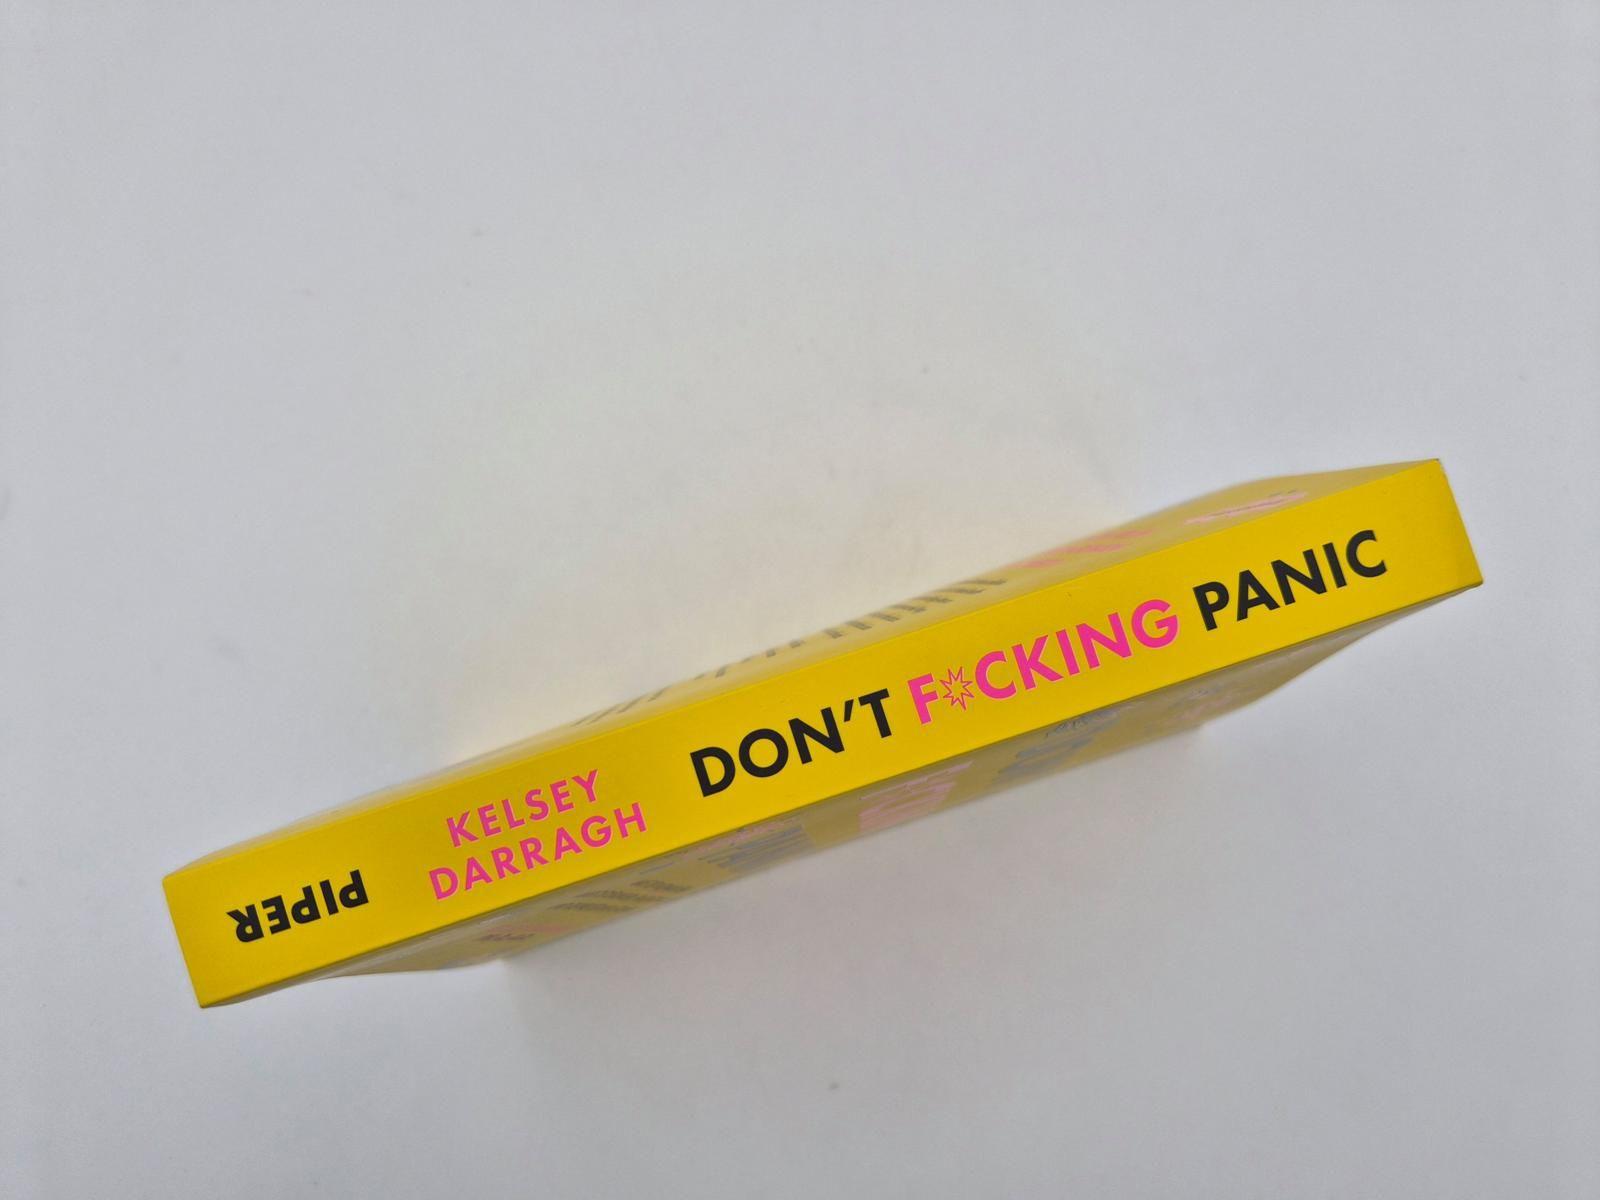 PIPER
KELSEY
DARRAGH
DON'T F*CKING PANIC